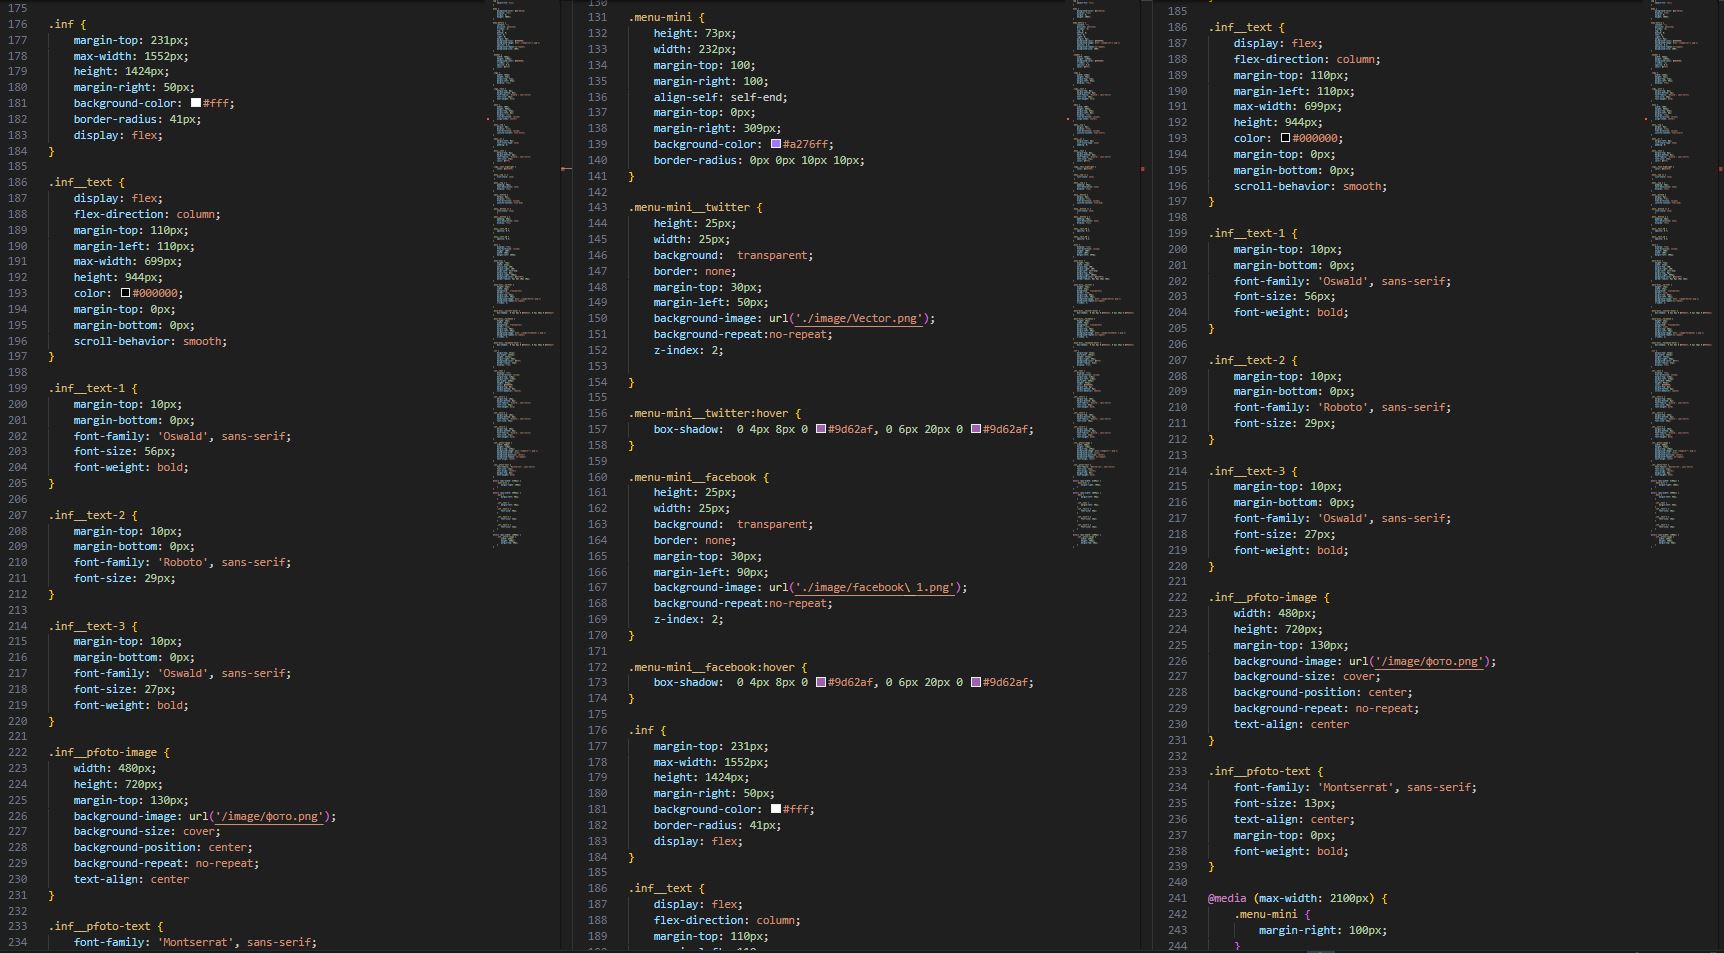 175
176 .inf {
177 margin-top: 231px;
178 max-width: 1552px;
179 height: 1424px;
180 margin-right: 50px;
181 background-color: #fff;
182 border-radius: 41px;
183 display: flex;
184 }
185
186 .inf__text {
187 display: flex;
188 flex-direction: column;
189 margin-top: 110px;
190 margin-left: 110px;
191 max-width: 699px;
192 height: 944px;
193 color: #000000;
194 margin-top: 0px;
195 margin-bottom: 0px;
196 scroll-behavior: smooth;
197 }
198
199 .inf__text-1 {
200 margin-top: 10px;
201 margin-bottom: 0px;
202 font-family: 'Oswald', sans-serif;
203 font-size: 56px;
204 font-weight: bold;
205 }
206
207 .inf__text-2 {
208 margin-top: 10px;
209 margin-bottom: 0px;
210 font-family: 'Roboto', sans-serif;
211 font-size: 29px;
212 }
213
214 .inf__text-3 {
215 margin-top: 10px;
216 margin-bottom: 0px;
217 font-family: 'Oswald', sans-serif;
218 font-size: 27px;
219 font-weight: bold;
220 }
221
222 .inf__pfoto-image {
223 width: 480px;
224 height: 720px;
225 margin-top: 130px;
226 background-image: url('/image/фото.png');
227 background-size: cover;
228 background-position: center;
229 background-repeat: no-repeat;
230 text-align: center
231 }
232
233 .inf__pfoto-text {
234 font-family: 'Montserrat', sans-serif;
130
131 .menu-mini {
132 height: 73px;
133 width: 232px;
134 margin-top: 100;
135 margin-right: 100;
136 align-self: self-end;
137 margin-top: 0px;
138 margin-right: 309px;
139 background-color: #a276ff;
140 border-radius: 0px 0px 10px 10px;
141 }
142
143 .menu-mini__twitter {
144 height: 25px;
145 width: 25px;
146 background:  transparent;
147 border: none;
148 margin-top: 30px;
149 margin-left: 50px;
150 background-image: url('./image/Vector.png');
151 background-repeat:no-repeat;
152 z-index: 2;
153
154 }
155
156 .menu-mini__twitter:hover {
157 box-shadow:  0 4px 8px 0 #9d62af, 0 6px 20px 0 #9d62af;
158 }
159
160 .menu-mini__facebook {
161 height: 25px;
162 width: 25px;
163 background:  transparent;
164 border: none;
165 margin-top: 30px;
166 margin-left: 90px;
167 background-image: url('./image/facebook\ 1.png');
168 background-repeat:no-repeat;
169 z-index: 2;
170 }
171
172 .menu-mini__facebook:hover {
173 box-shadow:  0 4px 8px 0 #9d62af, 0 6px 20px 0 #9d62af;
174 }
175
176 .inf {
177 margin-top: 231px;
178 max-width: 1552px;
179 height: 1424px;
180 margin-right: 50px;
181 background-color: #fff;
182 border-radius: 41px;
183 display: flex;
184 }
185
186 .inf__text {
187 display: flex;
188 flex-direction: column;
189 margin-top: 110px;
185
186 .inf__text {
187 display: flex;
188 flex-direction: column;
189 margin-top: 110px;
190 margin-left: 110px;
191 max-width: 699px;
192 height: 944px;
193 color: #000000;
194 margin-top: 0px;
195 margin-bottom: 0px;
196 scroll-behavior: smooth;
197 }
198
199 .inf__text-1 {
200 margin-top: 10px;
201 margin-bottom: 0px;
202 font-family: 'Oswald', sans-serif;
203 font-size: 56px;
204 font-weight: bold;
205 }
206
207 .inf__text-2 {
208 margin-top: 10px;
209 margin-bottom: 0px;
210 font-family: 'Roboto', sans-serif;
211 font-size: 29px;
212 }
213
214 .inf__text-3 {
215 margin-top: 10px;
216 margin-bottom: 0px;
217 font-family: 'Oswald', sans-serif;
218 font-size: 27px;
219 font-weight: bold;
220 }
221
222 .inf__pfoto-image {
223 width: 480px;
224 height: 720px;
225 margin-top: 130px;
226 background-image: url('/image/фото.png');
227 background-size: cover;
228 background-position: center;
229 background-repeat: no-repeat;
230 text-align: center
231 }
232
233 .inf__pfoto-text {
234 font-family: 'Montserrat', sans-serif;
235 font-size: 13px;
236 text-align: center;
237 margin-top: 0px;
238 font-weight: bold;
239 }
240
241 @media (max-width: 2100px) {
242 .menu-mini {
243 margin-right: 100px;
244 }